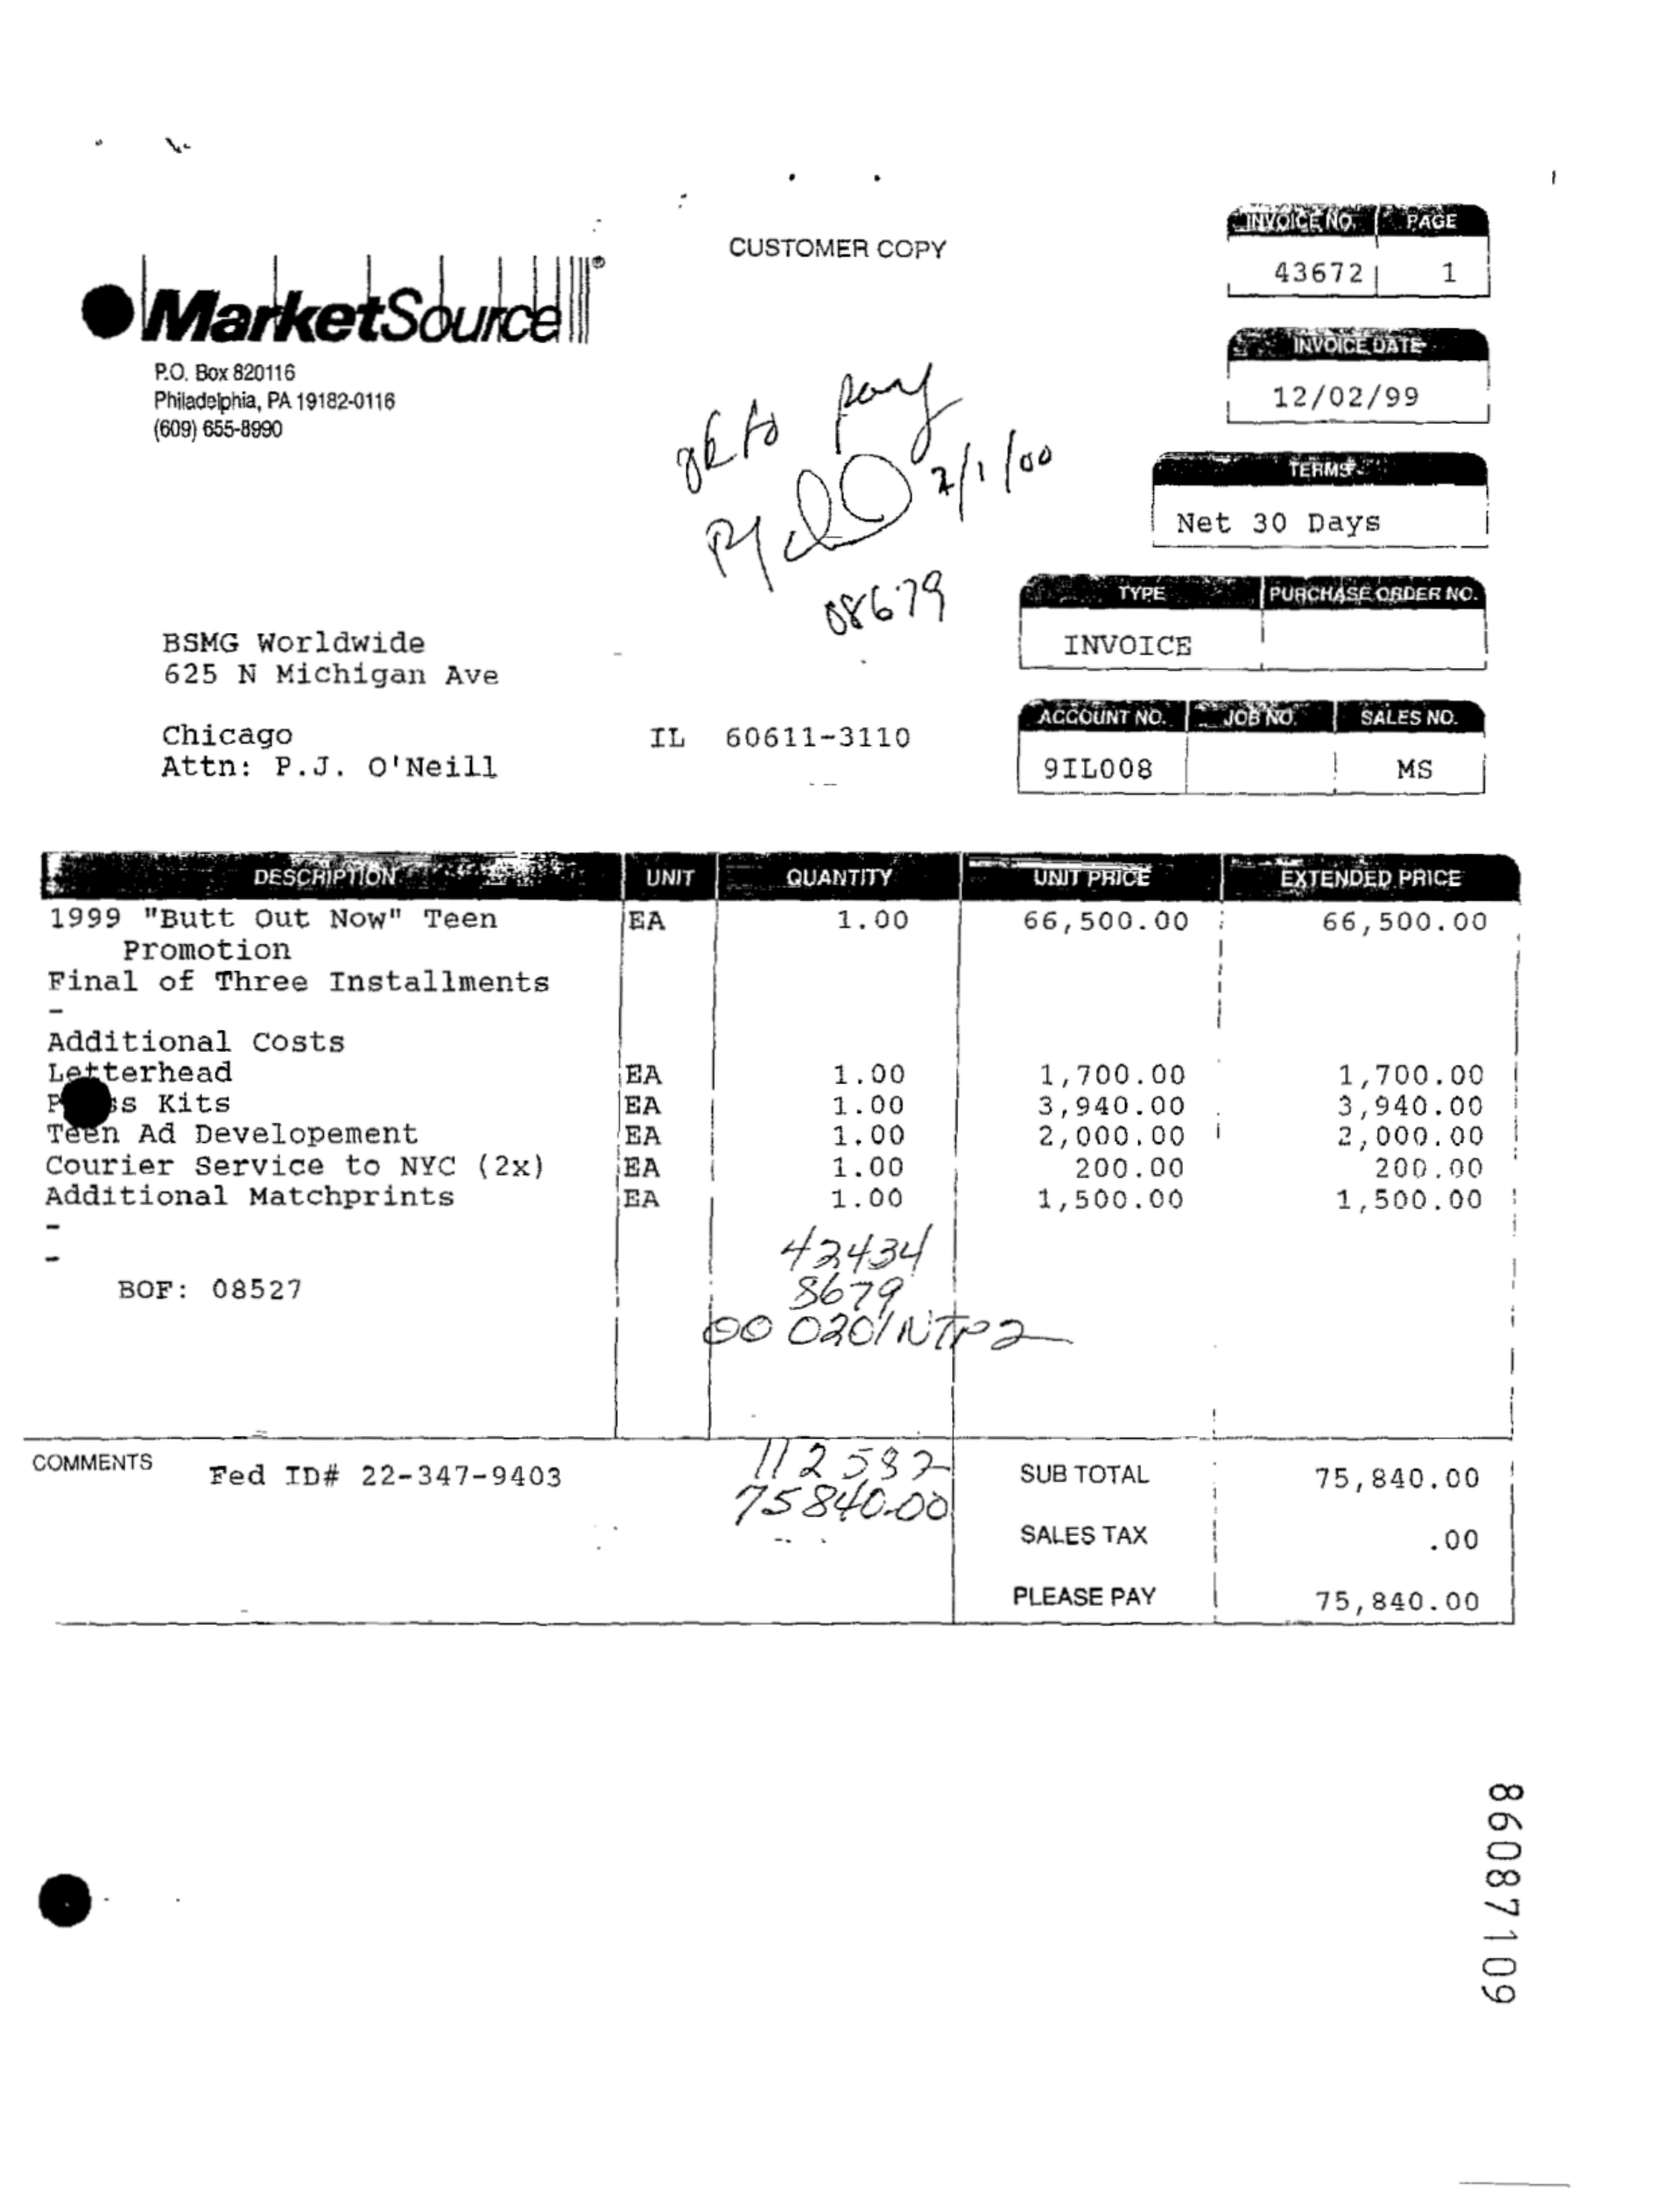 CUSTOMER COPY
INVOICE NO. PAGE
43672 1
MarketSource®
P.O. Box 820116
Philadelphia, PA 19182-0116
(609) 655-8990
INVOICE DATE
12/02/99
ok to pay
2/1/00
08679
TERMS
Net 30 Days
TYPE PURCHASE ORDER NO.
INVOICE
BSMG Worldwide
625 N Michigan Ave
Chicago IL 60611-3110
Attn: P.J. O'Neill
ACCOUNT NO. JOB NO. SALES NO.
9IL008 MS
DESCRIPTION UNIT QUANTITY UNIT PRICE EXTENDED PRICE
1999 "Butt Out Now" Teen EA 1.00 66,500.00 66,500.00
Promotion
Final of Three Installments
-
Additional Costs
Letterhead EA 1.00 1,700.00 1,700.00
Kits EA 1.00 3,940.00 3,940.00
Teen Ad Developement EA 1.00 2,000.00 2,000.00
Courier Service to NYC (2x) EA 1.00 200.00 200.00
Additional Matchprints EA 1.00 1,500.00 1,500.00
-
-
42434
8679
BOF: 08527
00 0201NTP2
COMMENTS
Fed ID# 22-347-9403
112582
75840.00
SUB TOTAL 75,840.00
SALES TAX .00
PLEASE PAY 75,840.00
86087109